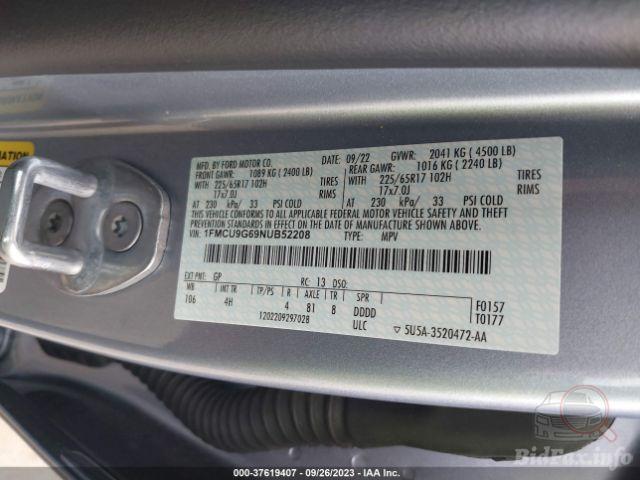 MFD. BY FORD MOTOR CO.
09/22 GVWR: 2041 KG ( 4500 LB)
FRONT GAWR: 1089 KG ( 2400 LB) REAR GAWR: 1016 KG ( 2240 LB)
WITH 225/65R17 102H TIRES WITH 225/65R17 102H TIRES
17x7.0J RIMS 17x7.0J RIMS
AT 230 kPa/ 33 PSI COLD AT 230 kPa/ 33 PSI COLD
THIS VEHICLE CONFORMS TO ALL APPLICABLE FEDERAL MOTOR VEHICLE SAFETY AND THEFT
PREVENTION STANDARDS IN EFFECT ON THE DATE OF MANUFACTURE SHOWN ABOVE.
VIN: 1FMCU9G69NUB52208 TYPE: MPV
EXT PNT: GP RC: 13 DSO:
WB INT TR TP/PS R AXLE TR SPR F0157
106 4H 4 81 8 DDDD T0177
1202209297028 ULC 5U5A-3520472-AA
BidFax.info
000-37619407 - 09/26/2023 - IAA Inc.